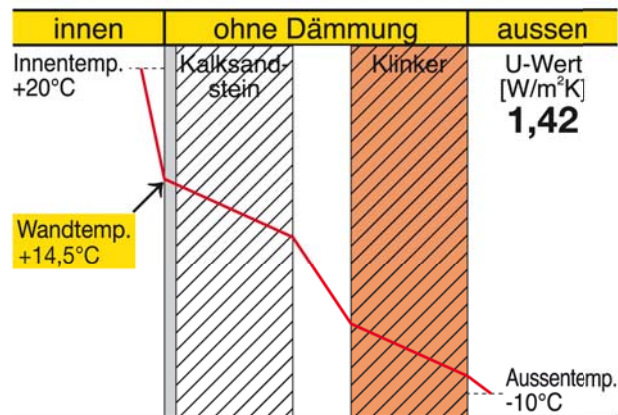 innen
ohne Dämmung
aussen
Innentemp.
+20°C
Kalksand-
stein
Klinker
U-Wert
[W/m²K]
1,42
Wandtemp.
+14,5°C
Aussentemp.
-10°C